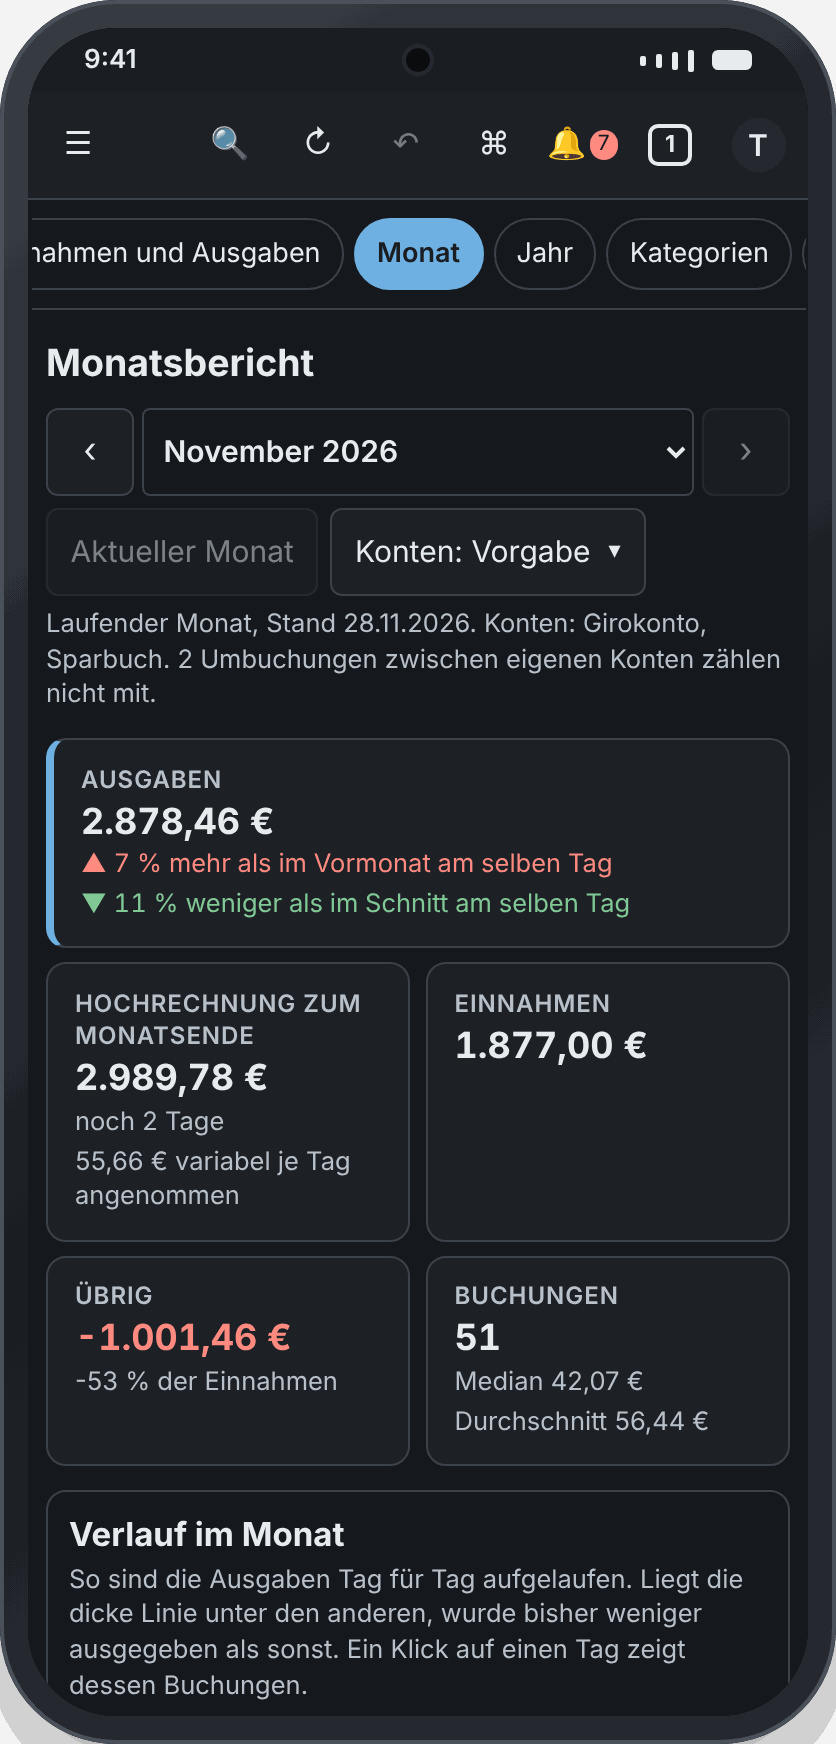 9:41
7
1
T
nahmen und Ausgaben
Monat
Jahr
Kategorien
Monatsbericht
November 2026
Aktueller Monat
Konten: Vorgabe
Laufender Monat, Stand 28.11.2026. Konten: Girokonto,
Sparbuch. 2 Umbuchungen zwischen eigenen Konten zählen
nicht mit.
AUSGABEN
2.878,46 €
▲ 7 % mehr als im Vormonat am selben Tag
▼ 11 % weniger als im Schnitt am selben Tag
HOCHRECHNUNG ZUM
MONATSENDE
2.989,78 €
noch 2 Tage
55,66 € variabel je Tag
angenommen
EINNAHMEN
1.877,00 €
ÜBRIG
-1.001,46 €
-53 % der Einnahmen
BUCHUNGEN
51
Median 42,07 €
Durchschnitt 56,44 €
Verlauf im Monat
So sind die Ausgaben Tag für Tag aufgelaufen. Liegt die
dicke Linie unter den anderen, wurde bisher weniger
ausgegeben als sonst. Ein Klick auf einen Tag zeigt
dessen Buchungen.